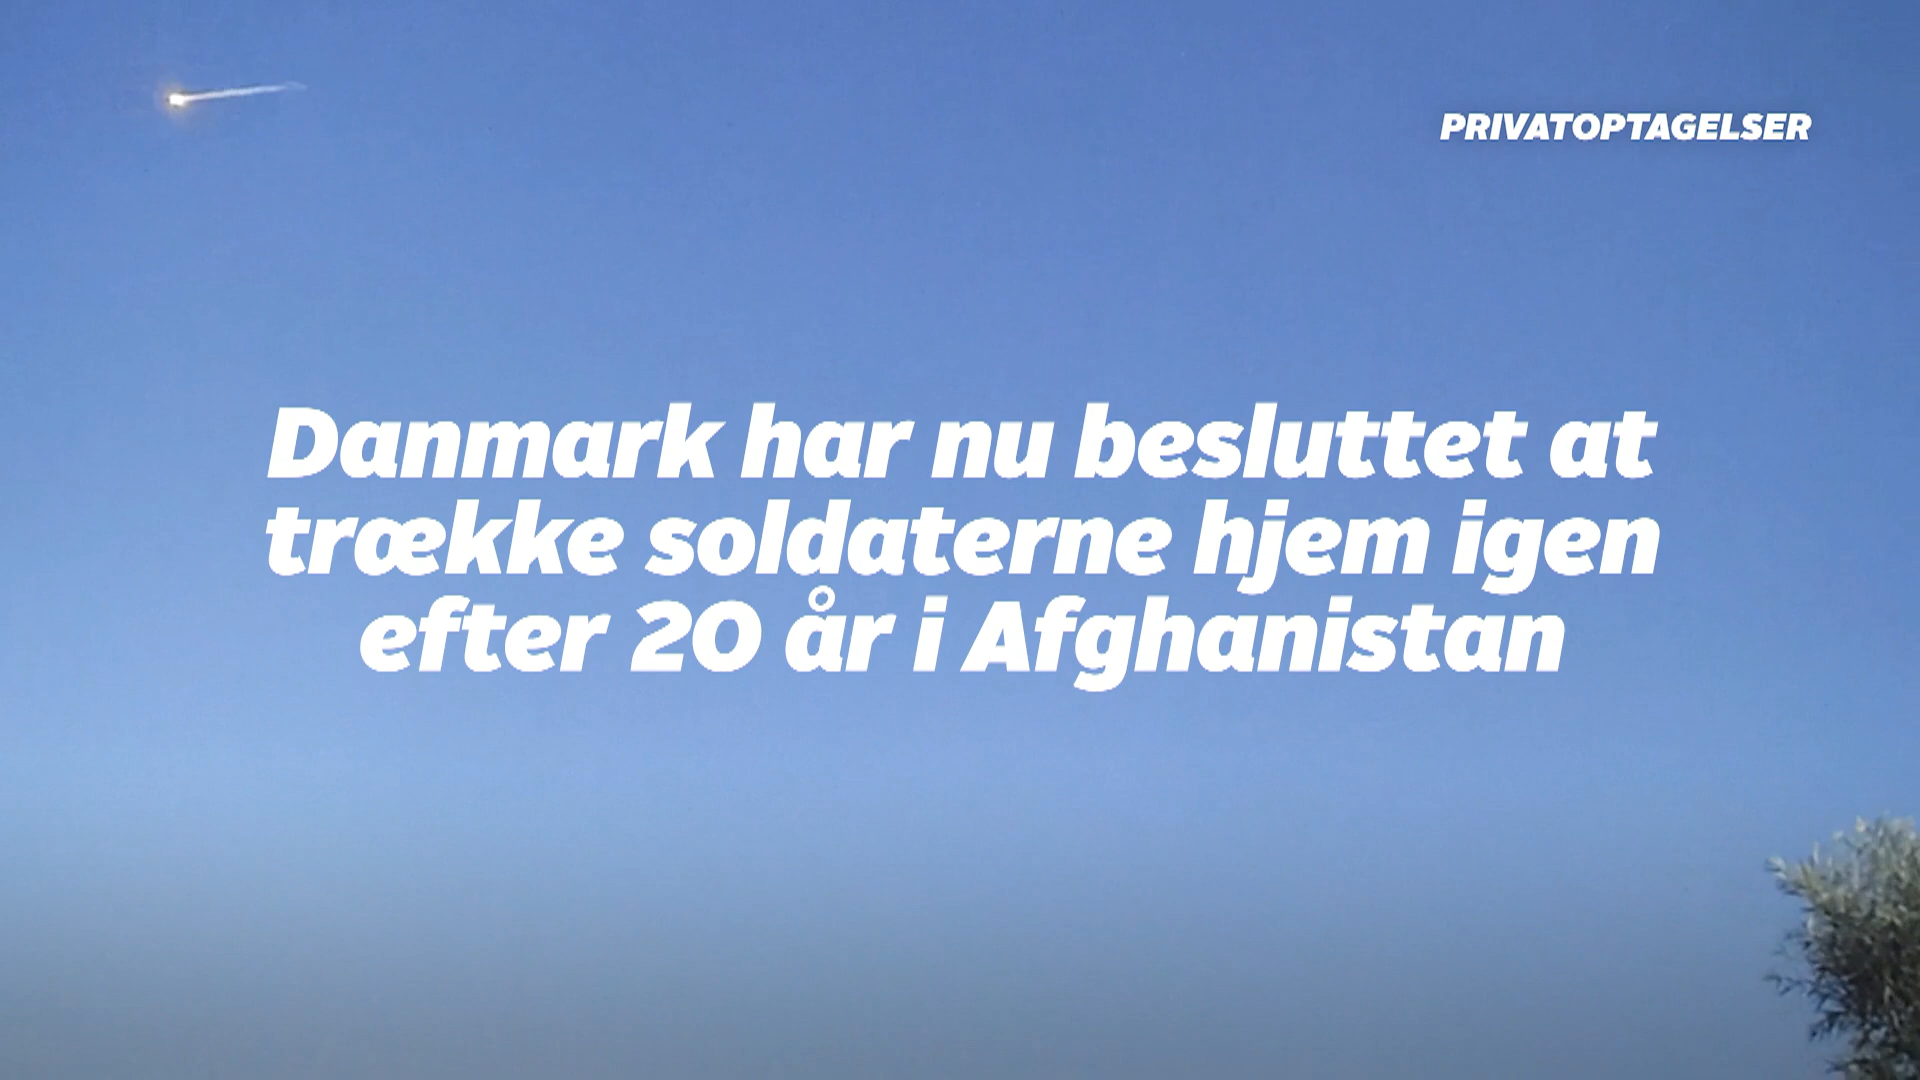 PRIVATOPTAGELSER
Danmark har nu besluttet at
trække soldaterne hjem igen
efter 20 år i Afghanistan